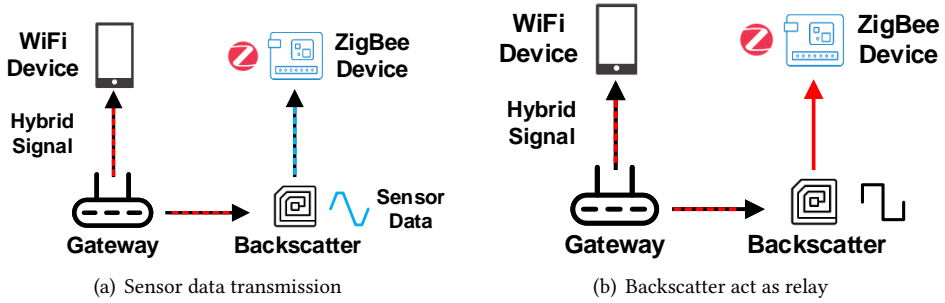 WiFi
Device
ZigBee
Device
Hybrid
Signal
Sensor
Data
Gateway
Backscatter
(a) Sensor data transmission
WiFi
Device
ZigBee
Device
Hybrid
Signal
Gateway
Backscatter
(b) Backscatter act as relay